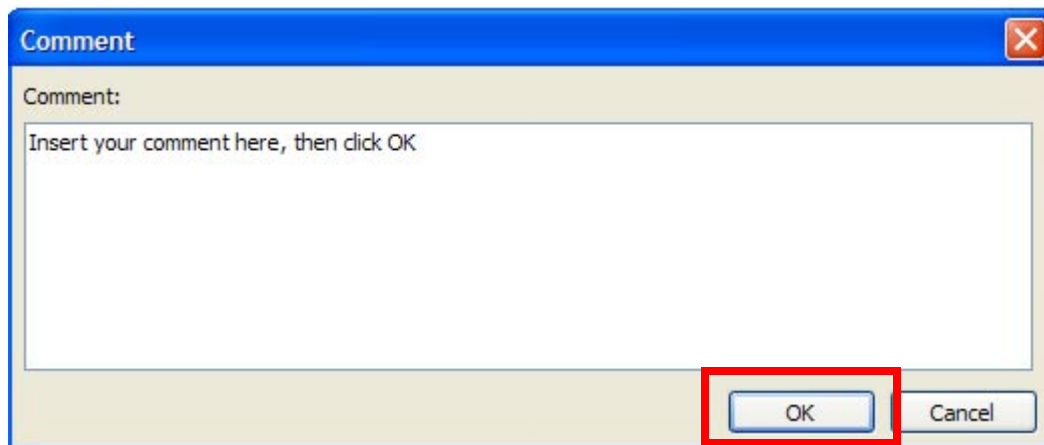 Comment
Comment:
Insert your comment here, then click OK
OK
Cancel